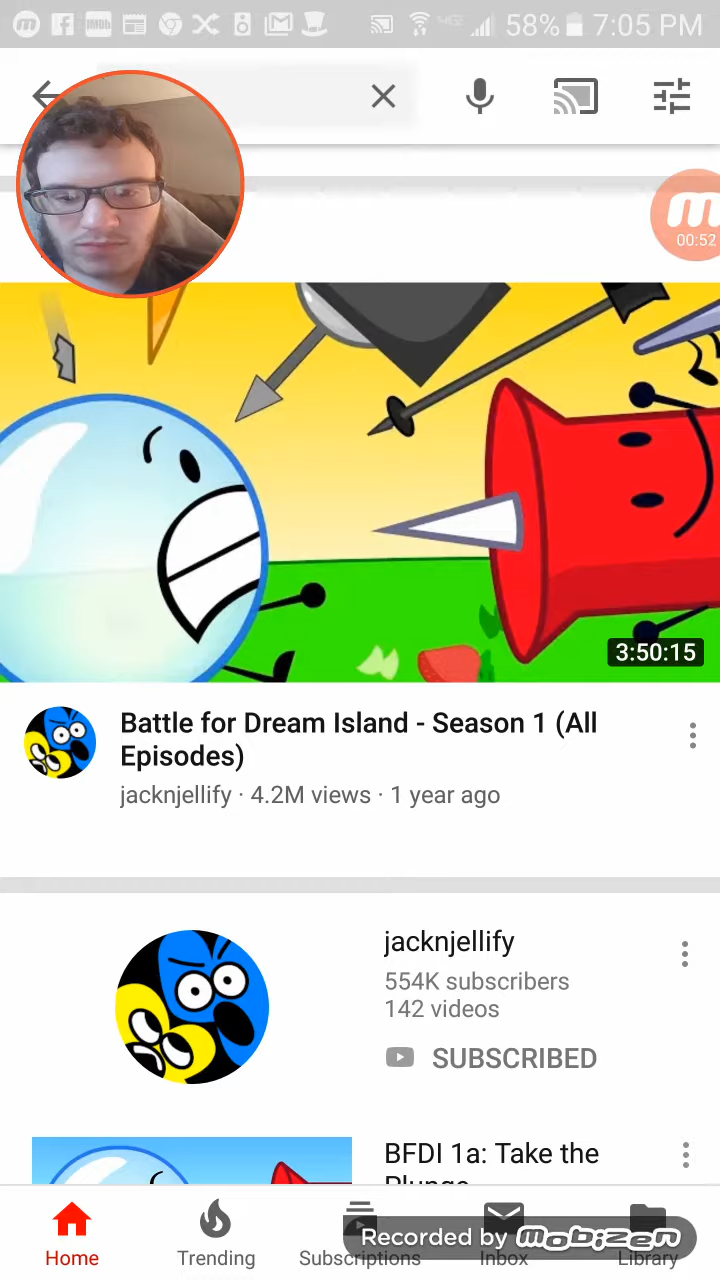 58% 7:05 PM
00:52
3:50:15
Battle for Dream Island - Season 1 (All
Episodes)
jacknjellify · 4.2M views · 1 year ago
jacknjellify
554K subscribers
142 videos
SUBSCRIBED
BFDI 1a: Take the
Plunge
Recorded by mobizen
Home Trending Subscriptions Inbox Library